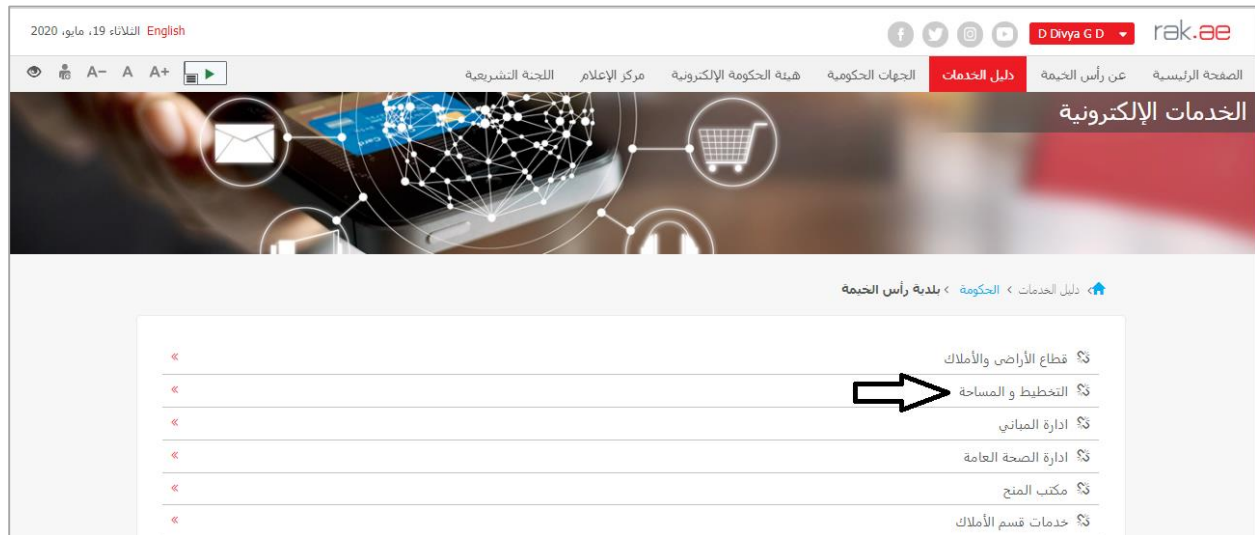 rak.ae D Divya G D English الثلاثاء 19، مايو، 2020
الصفحة الرئيسية عن رأس الخيمة دليل الخدمات الجهات الحكومية هيئة الحكومة الإلكترونية مركز الإعلام اللجنة التشريعية A+ A A-
الخدمات الإلكترونية
دليل الخدمات › الحكومة › بلدية رأس الخيمة
قطاع الأراضى والأملاك »
التخطيط و المساحة »
ادارة المباني »
ادارة الصحة العامة »
مكتب المنح »
خدمات قسم الأملاك »